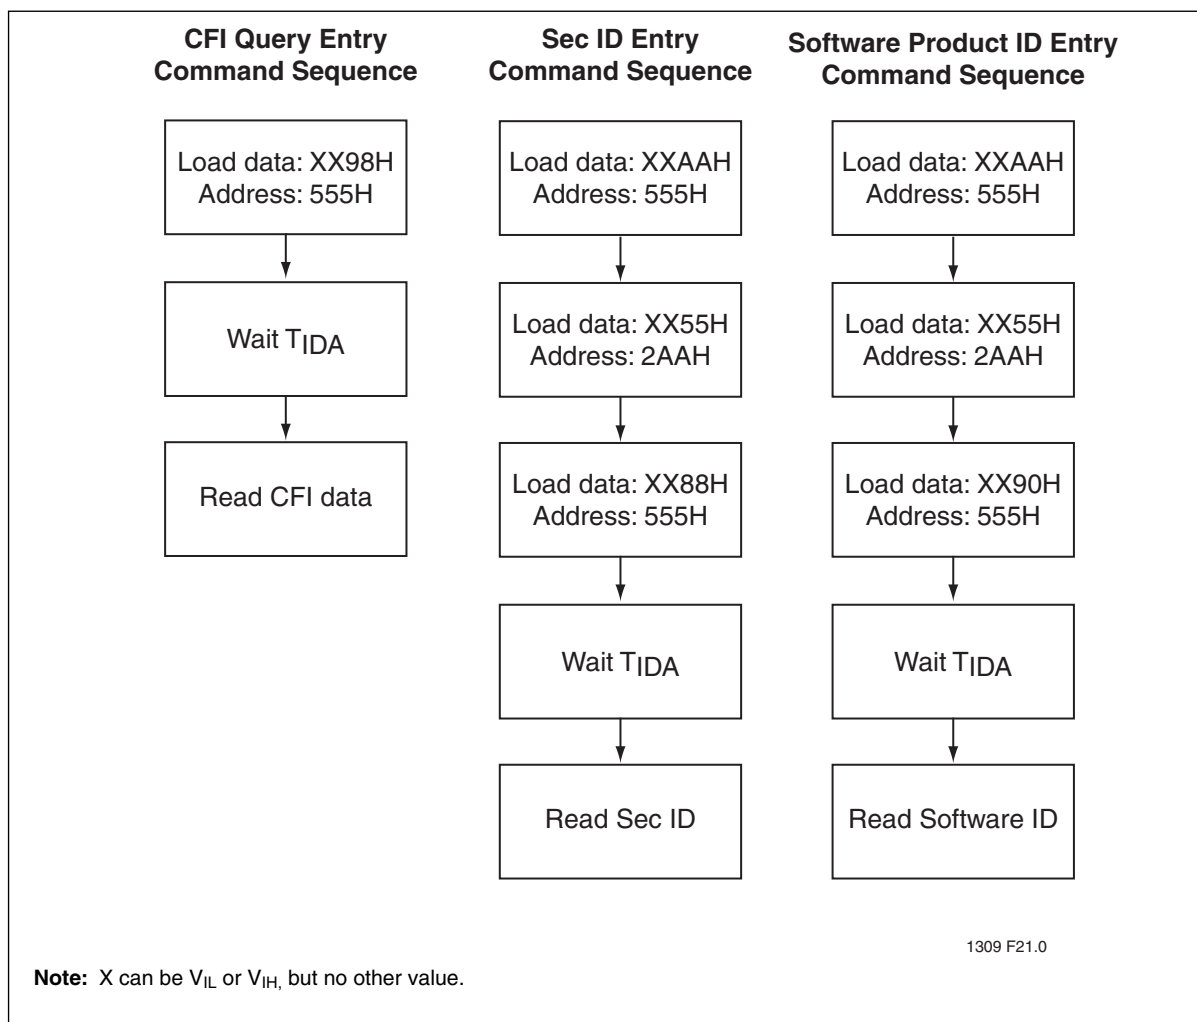 CFI Query Entry
Command Sequence
Load data: XX98H
Address: 555H
Wait TIDA
Read CFI data
Sec ID Entry
Command Sequence
Load data: XXAAH
Address: 555H
Load data: XX55H
Address: 2AAH
Load data: XX88H
Address: 555H
Wait TIDA
Read Sec ID
Software Product ID Entry
Command Sequence
Load data: XXAAH
Address: 555H
Load data: XX55H
Address: 2AAH
Load data: XX90H
Address: 555H
Wait TIDA
Read Software ID
1309 F21.0
Note: X can be VIL or VIH, but no other value.